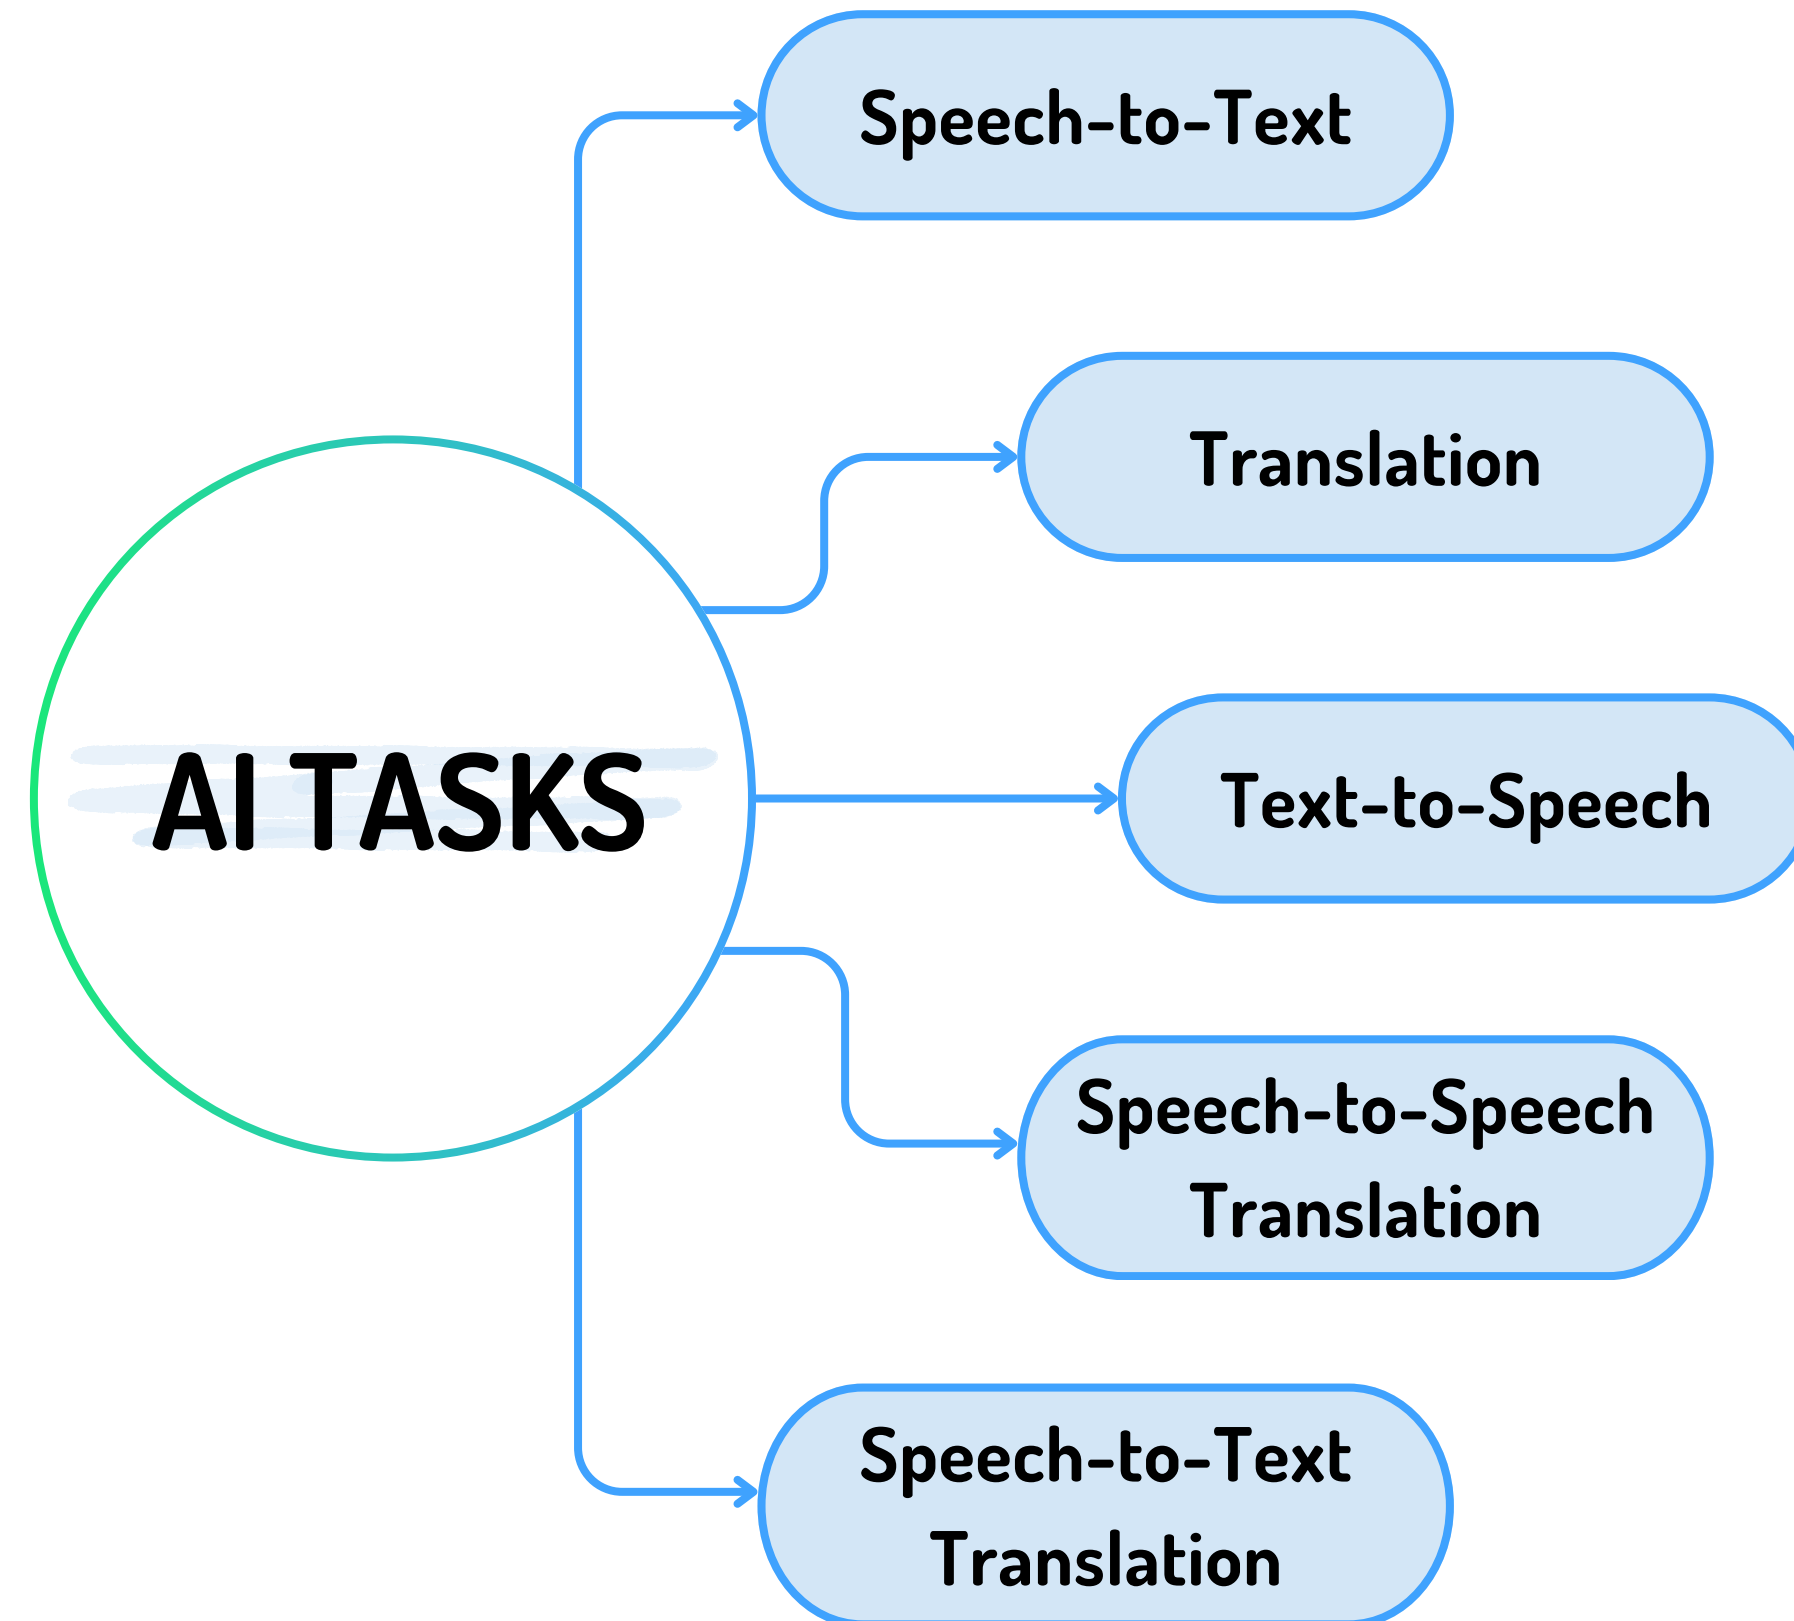 Speech-to-Text
Translation
AI TASKS
Text-to-Speech
Speech-to-Speech
Translation
Speech-to-Text
Translation